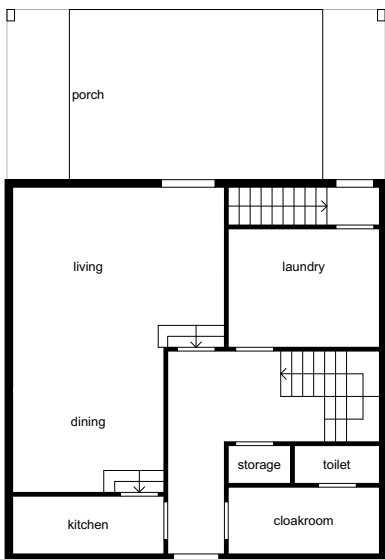 porch
living
laundry
dining
storage
toilet
kitchen
cloakroom